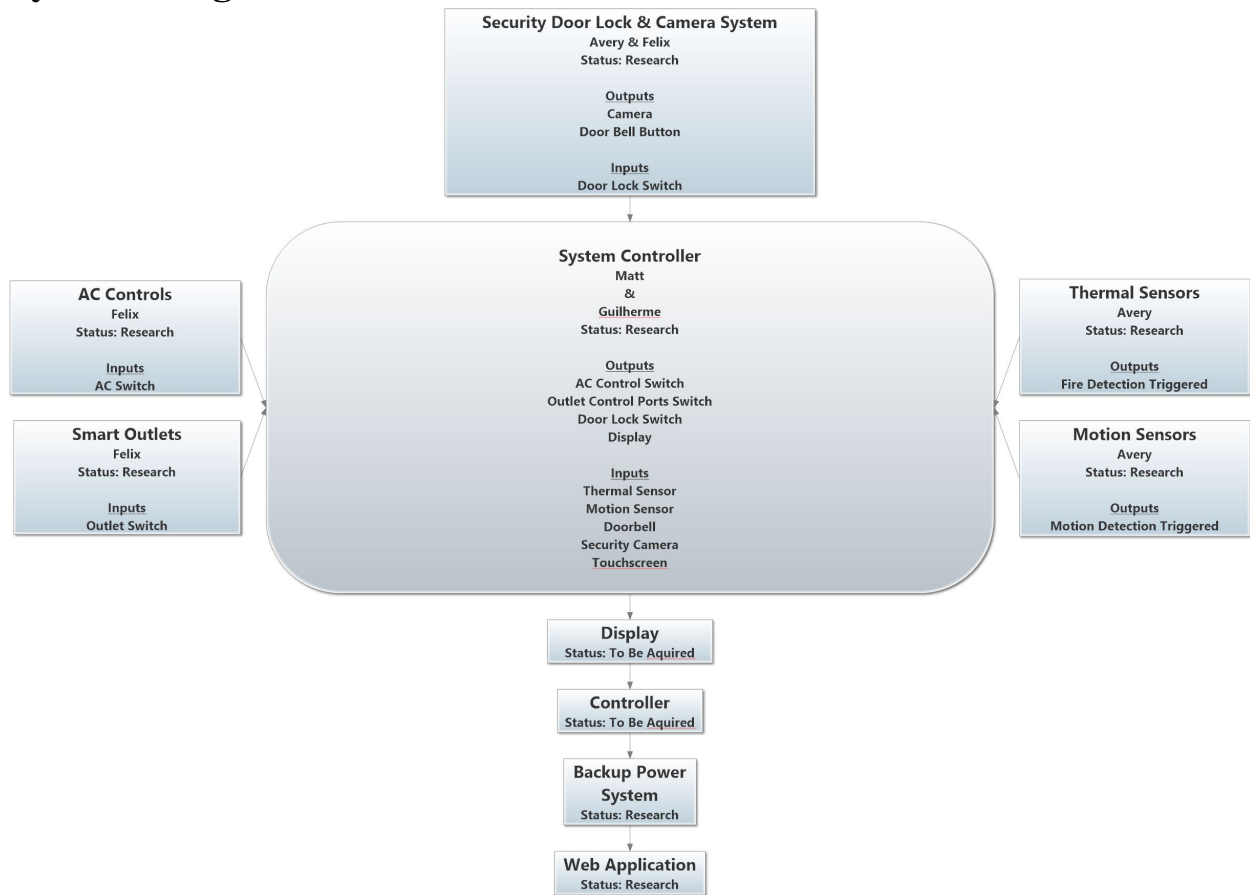 Security Door Lock & Camera System
Avery & Felix
Status: Research
Outputs
Camera
Door Bell Button
Inputs
Door Lock Switch
System Controller
Matt
&
Guilherme
Status: Research
Outputs
AC Control Switch
Outlet Control Ports Switch
Door Lock Switch
Display
Inputs
Thermal Sensor
Motion Sensor
Doorbell
Security Camera
Touchscreen
AC Controls
Felix
Status: Research
Inputs
AC Switch
Smart Outlets
Felix
Status: Research
Inputs
Outlet Switch
Thermal Sensors
Avery
Status: Research
Outputs
Fire Detection Triggered
Motion Sensors
Avery
Status: Research
Outputs
Motion Detection Triggered
Display
Status: To Be Aquired
Controller
Status: To Be Aquired
Backup Power
System
Status: Research
Web Application
Status: Research